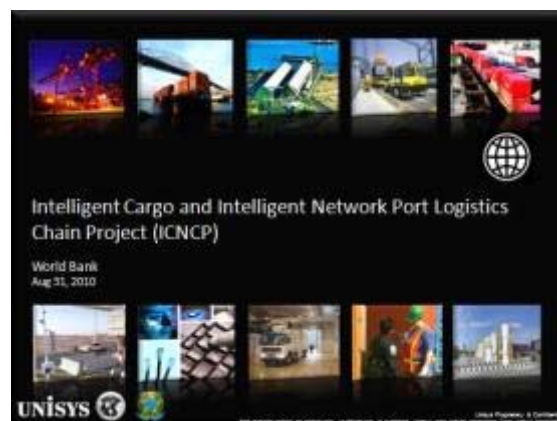 Intelligent Cargo and Intelligent Network Port Logistics
Chain Project (ICNCP)
World Bank
Aug 31, 2010
UNISYS